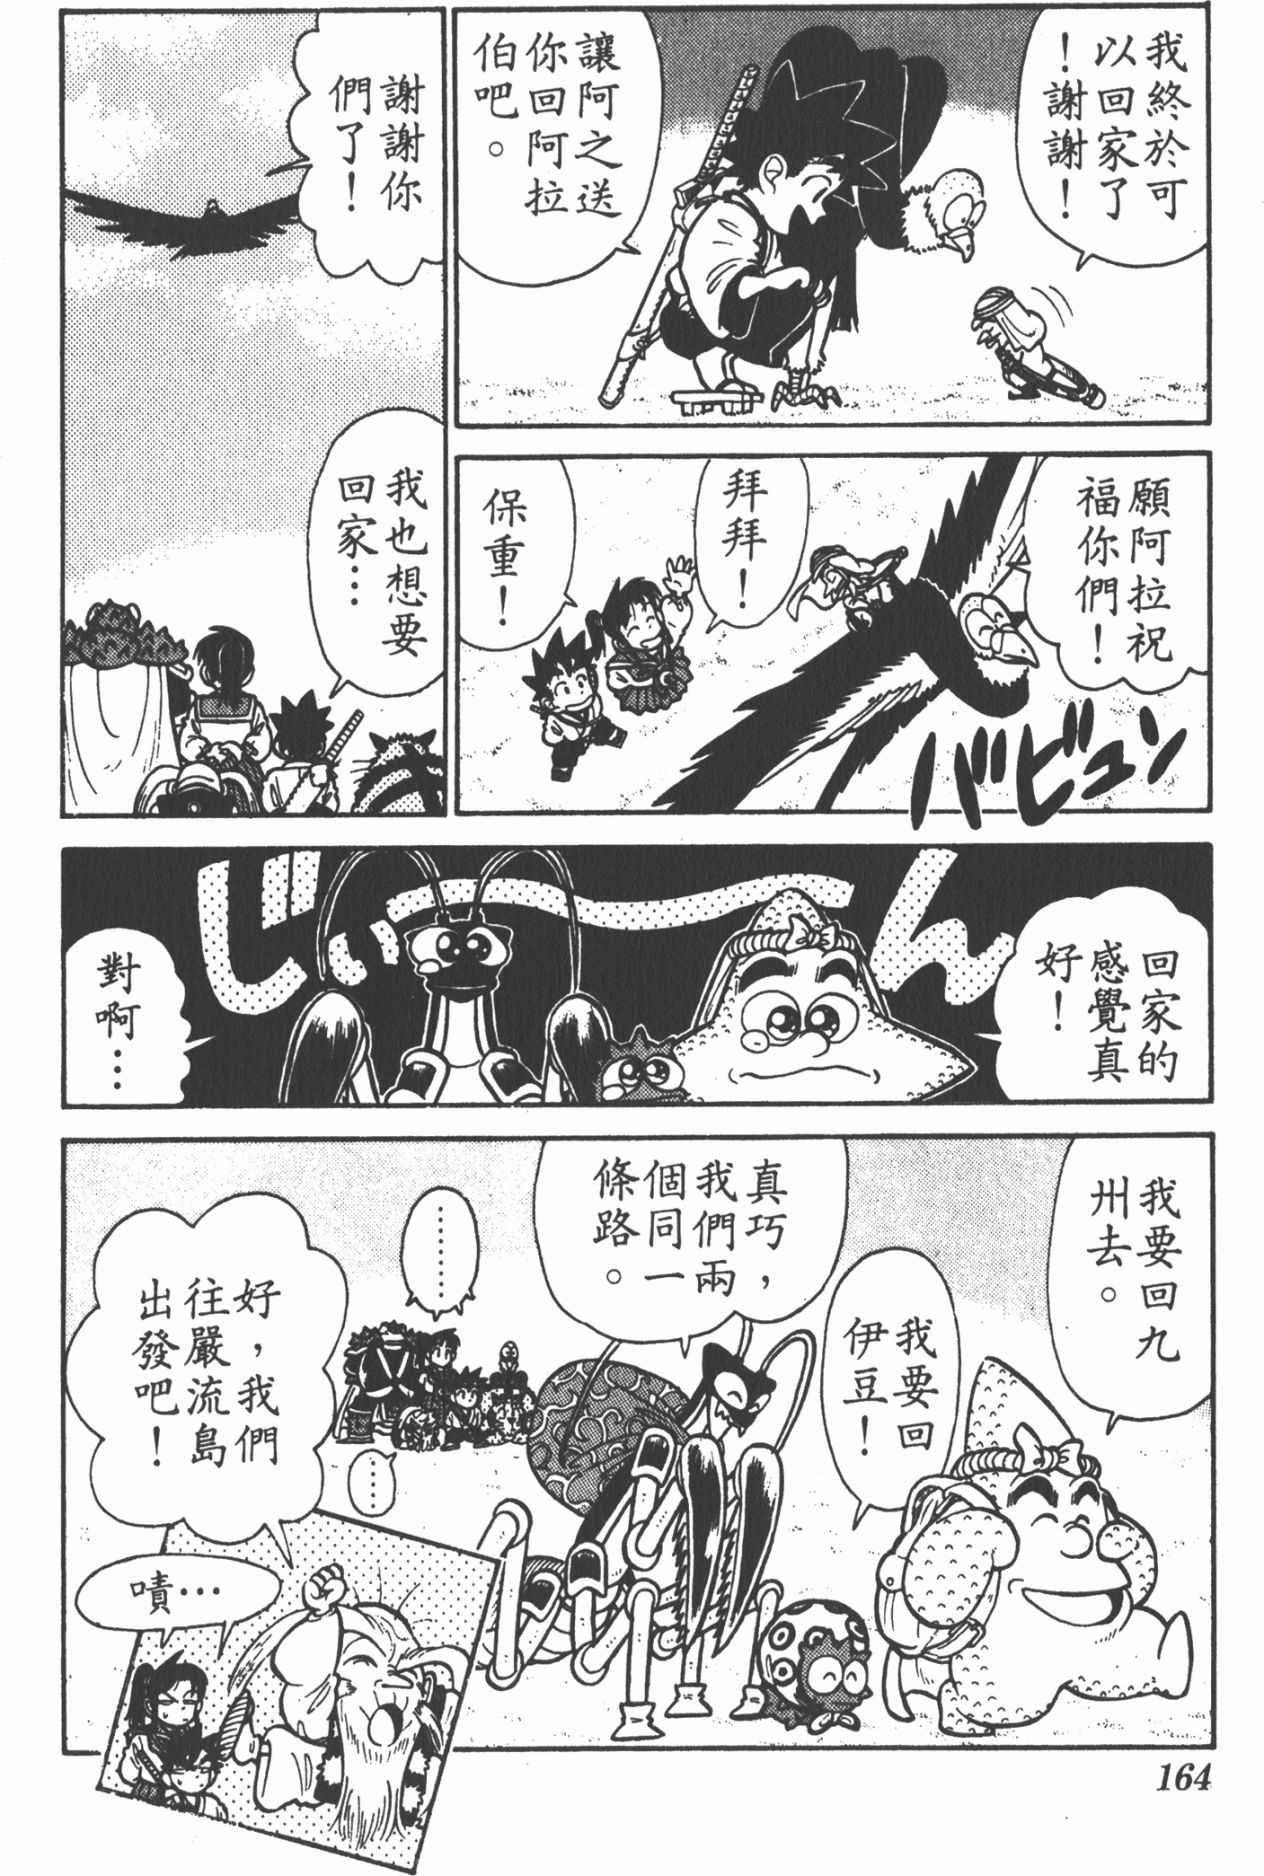 我終於可
以回家了
！謝謝！
讓阿之送
你回阿拉
伯吧。
願阿拉祝
福你們！
拜拜！
保重！
バビュン
謝謝你
們了！
我也想要
回家…
回家的
感覺真
好！
じぃーん
對啊…
我要回九
州去。
我要回
伊豆！
真巧，
我們兩
個同一
條路。
……
……
好，我們
往嚴流島
出發吧！
嘖…
164